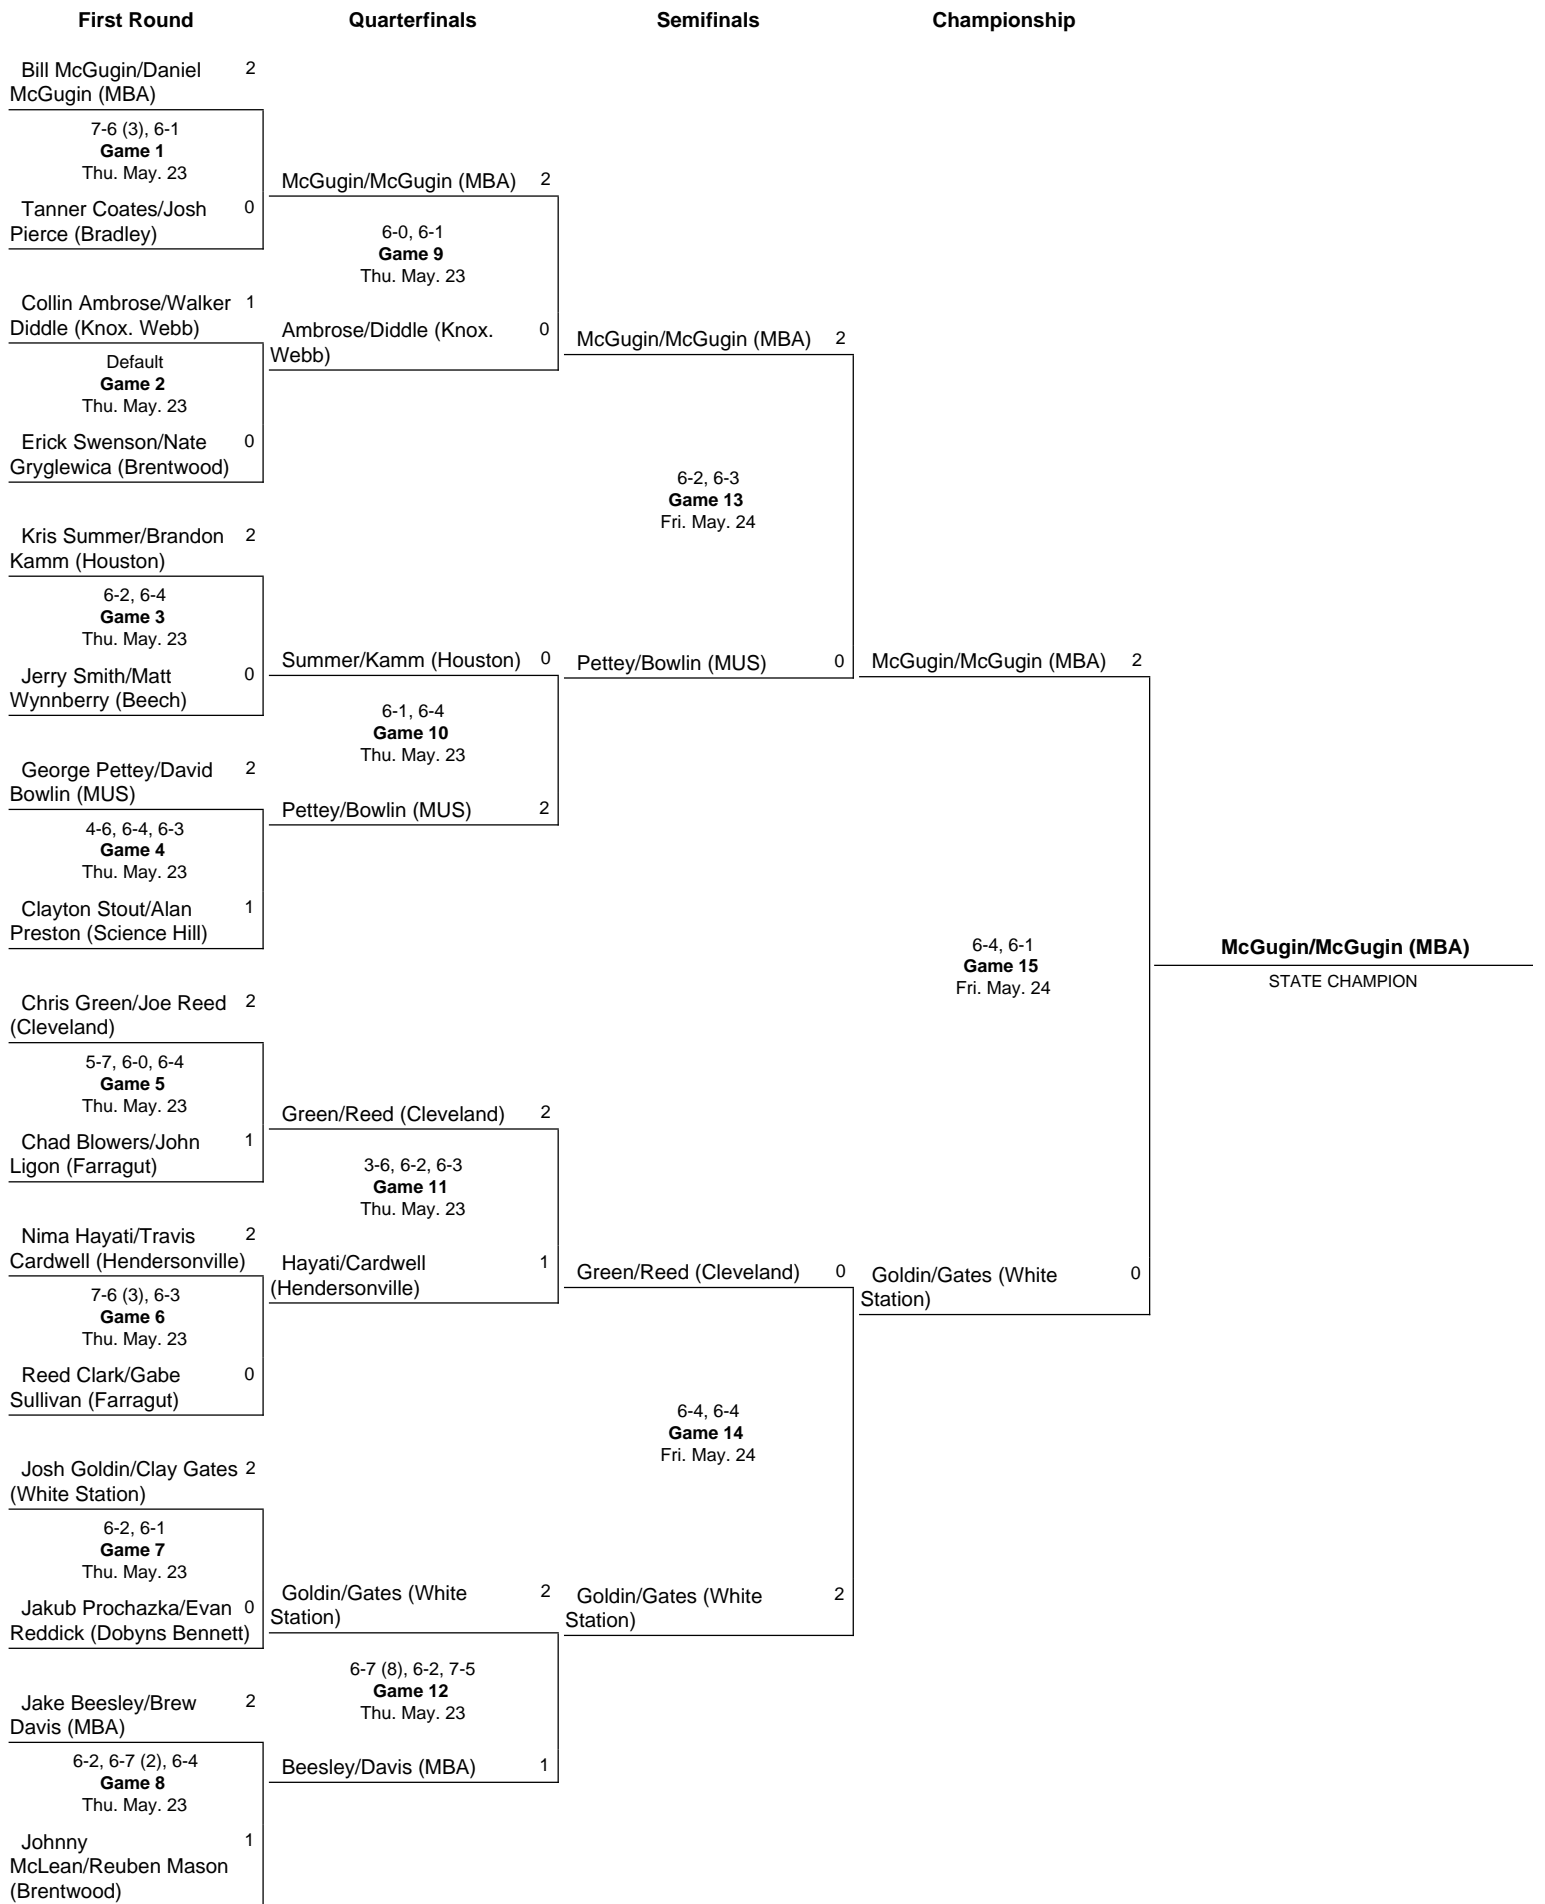 First Round
Quarterfinals
Semifinals
Championship
Bill McGugin/Daniel 2
McGugin (MBA)
7-6 (3), 6-1
Game 1
Thu. May. 23
Tanner Coates/Josh 0
Pierce (Bradley)
Collin Ambrose/Walker 1
Diddle (Knox. Webb)
Default
Game 2
Thu. May. 23
Erick Swenson/Nate 0
Gryglewica (Brentwood)
Kris Summer/Brandon 2
Kamm (Houston)
6-2, 6-4
Game 3
Thu. May. 23
Jerry Smith/Matt 0
Wynnberry (Beech)
George Pettey/David 2
Bowlin (MUS)
4-6, 6-4, 6-3
Game 4
Thu. May. 23
Clayton Stout/Alan 1
Preston (Science Hill)
Chris Green/Joe Reed 2
(Cleveland)
5-7, 6-0, 6-4
Game 5
Thu. May. 23
Chad Blowers/John 1
Ligon (Farragut)
Nima Hayati/Travis 2
Cardwell (Hendersonville)
7-6 (3), 6-3
Game 6
Thu. May. 23
Reed Clark/Gabe 0
Sullivan (Farragut)
Josh Goldin/Clay Gates 2
(White Station)
6-2, 6-1
Game 7
Thu. May. 23
Jakub Prochazka/Evan 0
Reddick (Dobyns Bennett)
Jake Beesley/Brew 2
Davis (MBA)
6-2, 6-7 (2), 6-4
Game 8
Thu. May. 23
Johnny 1
McLean/Reuben Mason
(Brentwood)
McGugin/McGugin (MBA) 2
6-0, 6-1
Game 9
Thu. May. 23
Ambrose/Diddle (Knox. 0
Webb)
Summer/Kamm (Houston) 0
6-1, 6-4
Game 10
Thu. May. 23
Pettey/Bowlin (MUS) 2
Green/Reed (Cleveland) 2
3-6, 6-2, 6-3
Game 11
Thu. May. 23
Hayati/Cardwell 1
(Hendersonville)
Goldin/Gates (White 2
Station)
6-7 (8), 6-2, 7-5
Game 12
Thu. May. 23
Beesley/Davis (MBA) 1
McGugin/McGugin (MBA) 2
6-2, 6-3
Game 13
Fri. May. 24
Pettey/Bowlin (MUS) 0
Green/Reed (Cleveland) 0
6-4, 6-4
Game 14
Fri. May. 24
Goldin/Gates (White 2
Station)
McGugin/McGugin (MBA) 2
6-4, 6-1
Game 15
Fri. May. 24
Goldin/Gates (White 0
Station)
McGugin/McGugin (MBA)
STATE CHAMPION